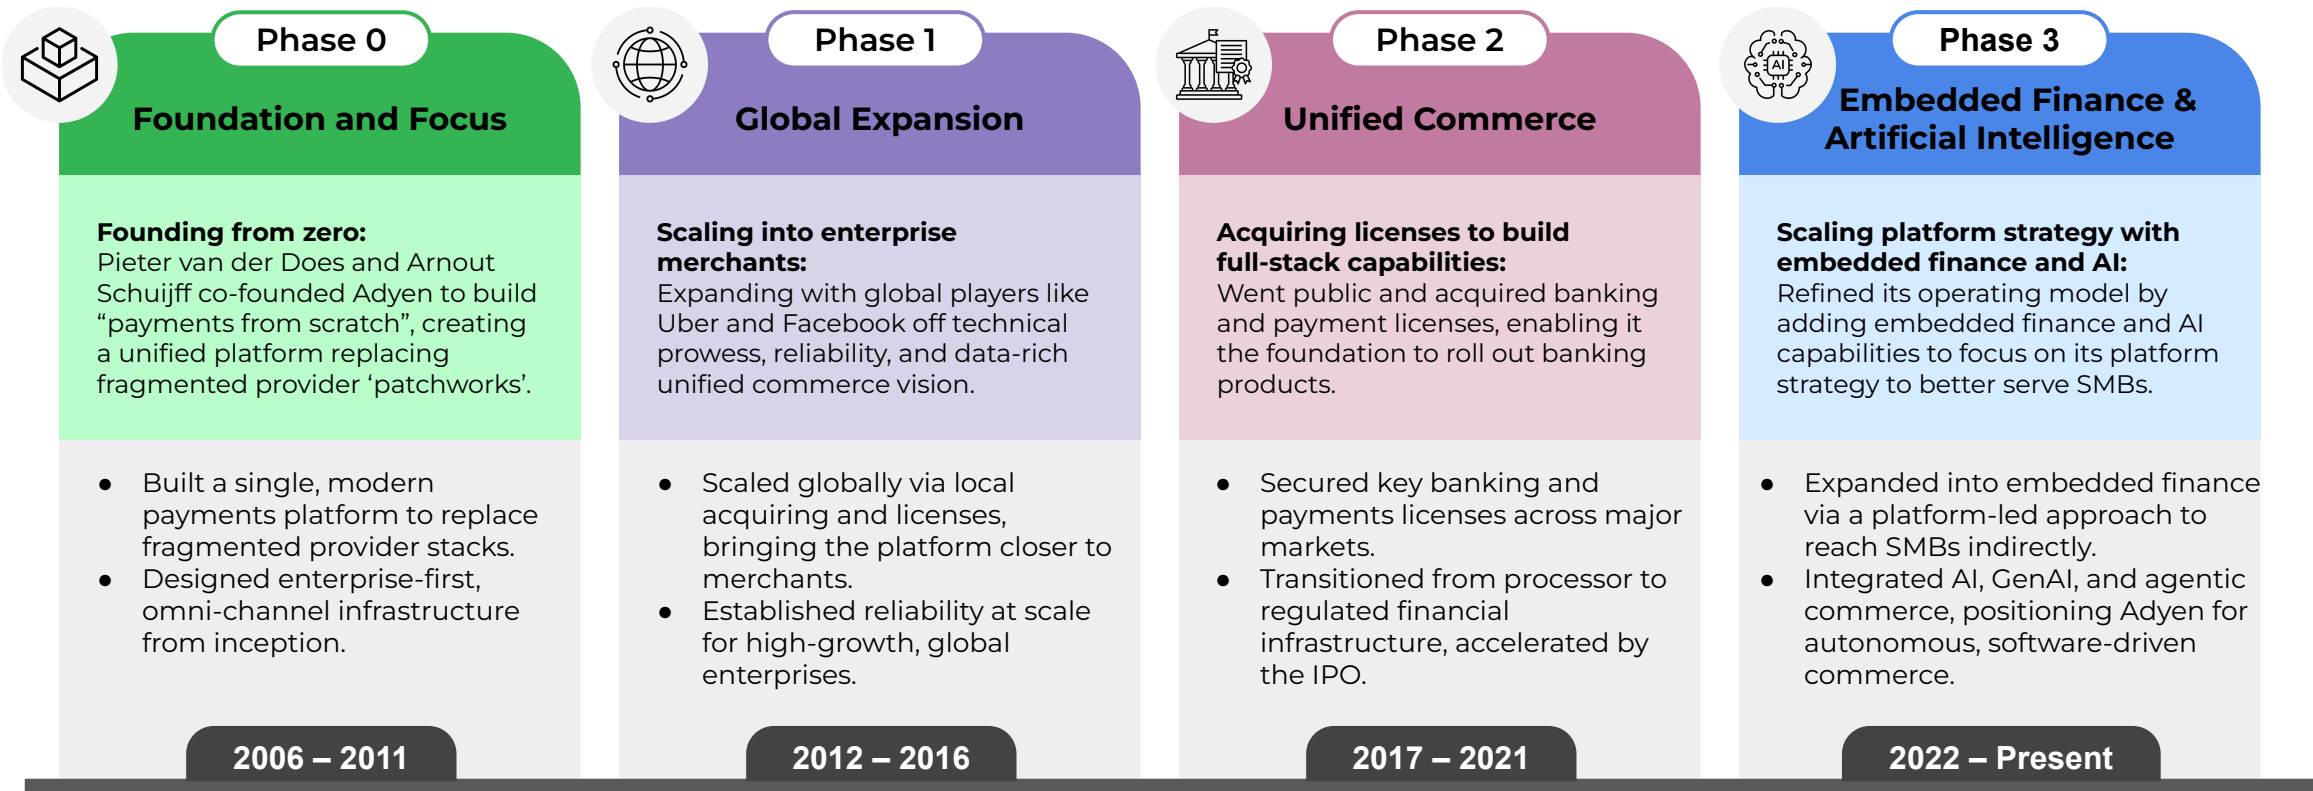 Phase 0
Foundation and Focus
Founding from zero:
Pieter van der Does and Arnout
Schuijff co-founded Adyen to build
“payments from scratch”, creating
a unified platform replacing
fragmented provider ‘patchworks’.
● Built a single, modern
payments platform to replace
fragmented provider stacks.
● Designed enterprise-first,
omni-channel infrastructure
from inception.
2006 – 2011
Phase 1
Global Expansion
Scaling into enterprise
merchants:
Expanding with global players like
Uber and Facebook off technical
prowess, reliability, and data-rich
unified commerce vision.
● Scaled globally via local
acquiring and licenses,
bringing the platform closer to
merchants.
● Established reliability at scale
for high-growth, global
enterprises.
2012 – 2016
Phase 2
Unified Commerce
Acquiring licenses to build
full-stack capabilities:
Went public and acquired banking
and payment licenses, enabling it
the foundation to roll out banking
products.
● Secured key banking and
payments licenses across major
markets.
● Transitioned from processor to
regulated financial
infrastructure, accelerated by
the IPO.
2017 – 2021
AI
Phase 3
Embedded Finance &
Artificial Intelligence
Scaling platform strategy with
embedded finance and AI:
Refined its operating model by
adding embedded finance and AI
capabilities to focus on its platform
strategy to better serve SMBs.
● Expanded into embedded finance
via a platform-led approach to
reach SMBs indirectly.
● Integrated AI, GenAI, and agentic
commerce, positioning Adyen for
autonomous, software-driven
commerce.
2022 – Present